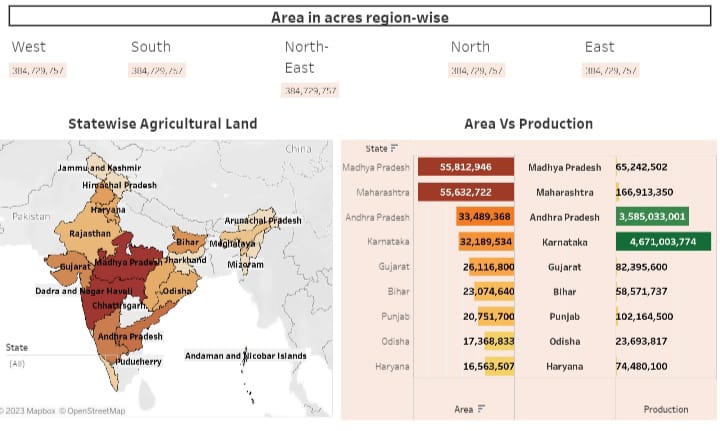 Area in acres region-wise
West
South
North-
East
North
East
384,729,757
384,729,757
384,729,757
384,729,757
384,729,757
Statewise Agricultural Land
China
Jammu and Kashmir
Himachal Pradesh
Haryana
Pakistan
Rajasthan
Arunachal Pradesh
Bihar
Meghalaya
Madhya Pradesh
Jharkhand
Gujarat
Mizoram
Dadra and Nagar Haveli
Odisha
Chhattisgarh
Andhra Pradesh
State
(All)
Puducherry
Andaman and Nicobar Islands
© 2023 Mapbox © OpenStreetMap
Area Vs Production
State
Madhya Pradesh 55,812,946 Madhya Pradesh 65,242,502
Maharashtra 55,632,722 Maharashtra 166,913,350
Andhra Pradesh 33,489,368 Andhra Pradesh 3,585,033,001
Karnataka 32,189,534 Karnataka 4,671,003,774
Gujarat 26,116,800 Gujarat 82,395,600
Bihar 23,074,640 Bihar 58,571,737
Punjab 20,751,700 Punjab 102,164,500
Odisha 17,368,833 Odisha 23,693,817
Haryana 16,563,507 Haryana 74,480,100
Area Production